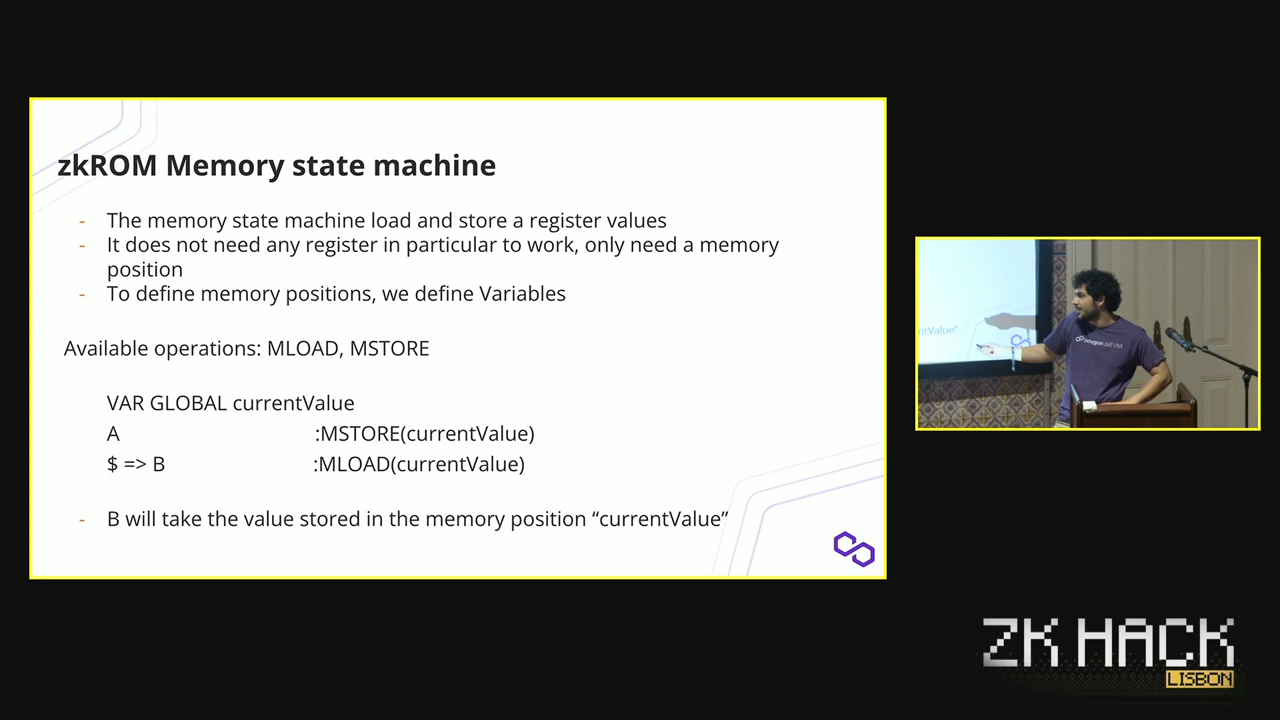 zkROM Memory state machine
- The memory state machine load and store a register values
- It does not need any register in particular to work, only need a memory
position
- To define memory positions, we define Variables
Available operations: MLOAD, MSTORE
VAR GLOBAL currentValue
A :MSTORE(currentValue)
$ => B :MLOAD(currentValue)
- B will take the value stored in the memory position “currentValue”
ntValue”
polygon zkEVM
ZK HACK
LISBON